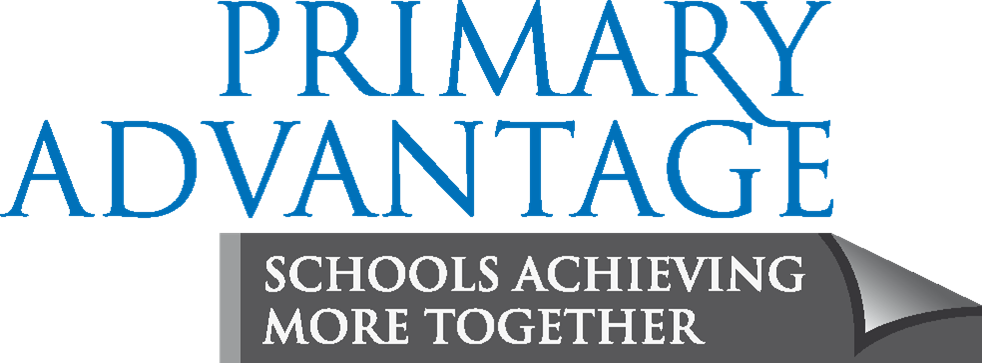 PRIMARY
ADVANTAGE
SCHOOLS ACHIEVING
MORE TOGETHER